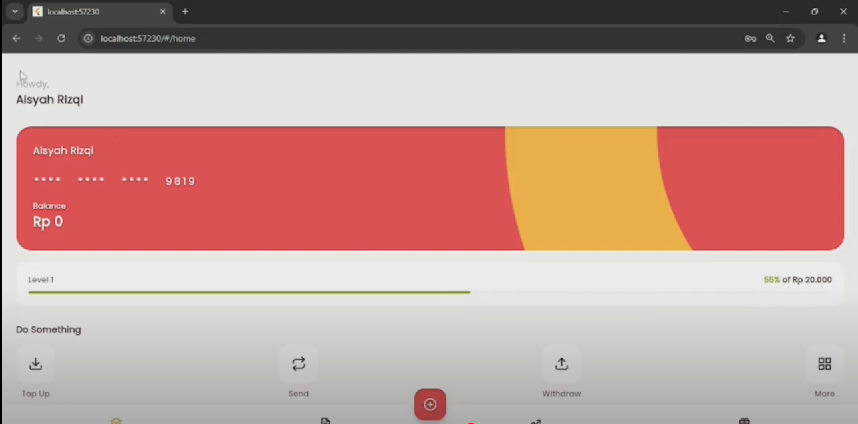 localhost:57230
localhost:57230/#/home
Howdy,
Aisyah Rizqi
Aisyah Rizqi
**** **** **** 9819
Balance
Rp 0
Level 1
55% of Rp 20.000
Do Something
Top Up
Send
Withdraw
More